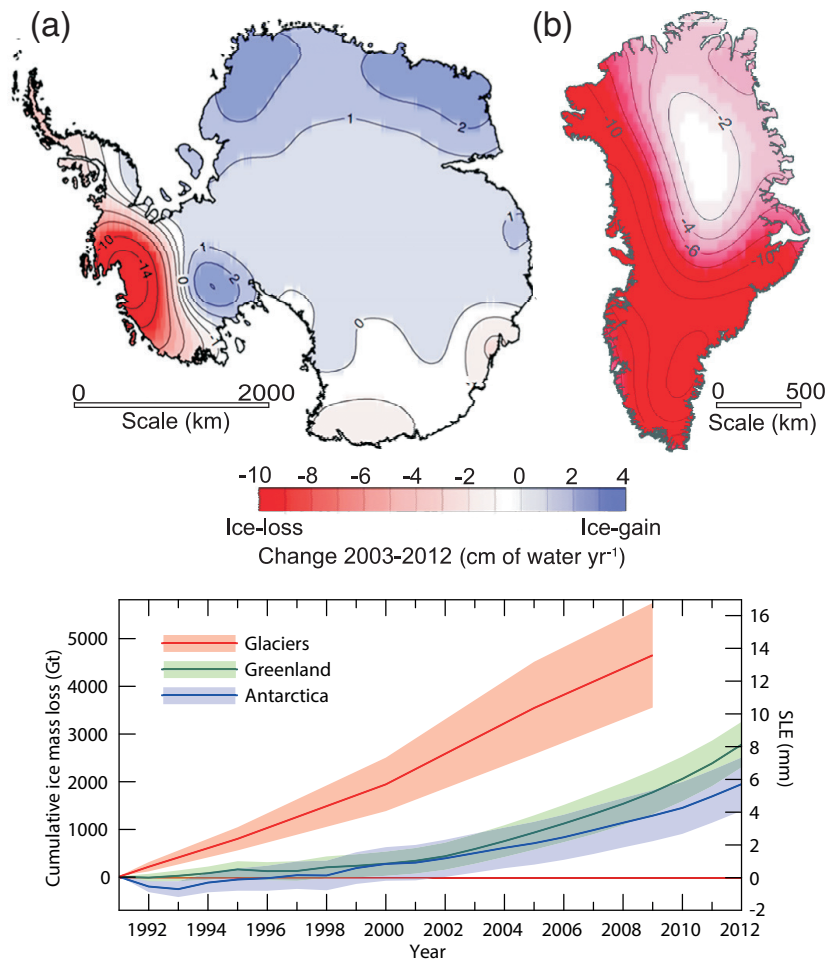 (a)
(b)
1
2
-10
-14
0
1
2
1
0
-10
-2
-4
-6
-10
0 2000
Scale (km)
0 500
Scale (km)
-10 -8 -6 -4 -2 0 2 4
Ice-loss Ice-gain
Change 2003-2012 (cm of water yr⁻¹)
Glaciers
Greenland
Antarctica
Cumulative ice mass loss (Gt)
5000
4000
3000
2000
1000
0
16
14
12
10
8
6
4
2
0
-2
SLE (mm)
1992 1994 1996 1998 2000 2002 2004 2006 2008 2010 2012
Year